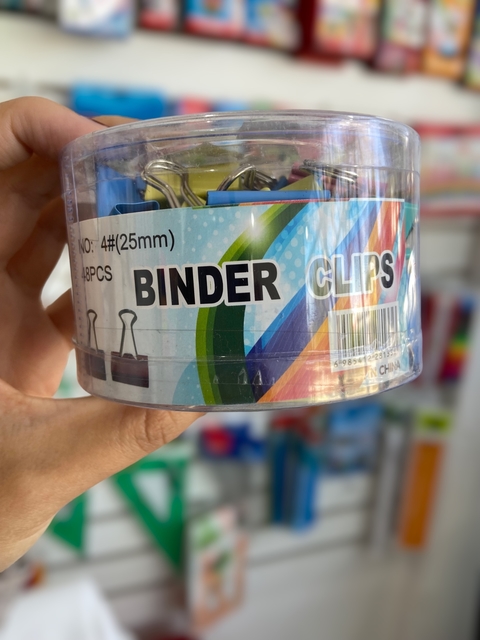 NO: 4#(25mm)
48PCS
BINDER CLIPS
CHINA